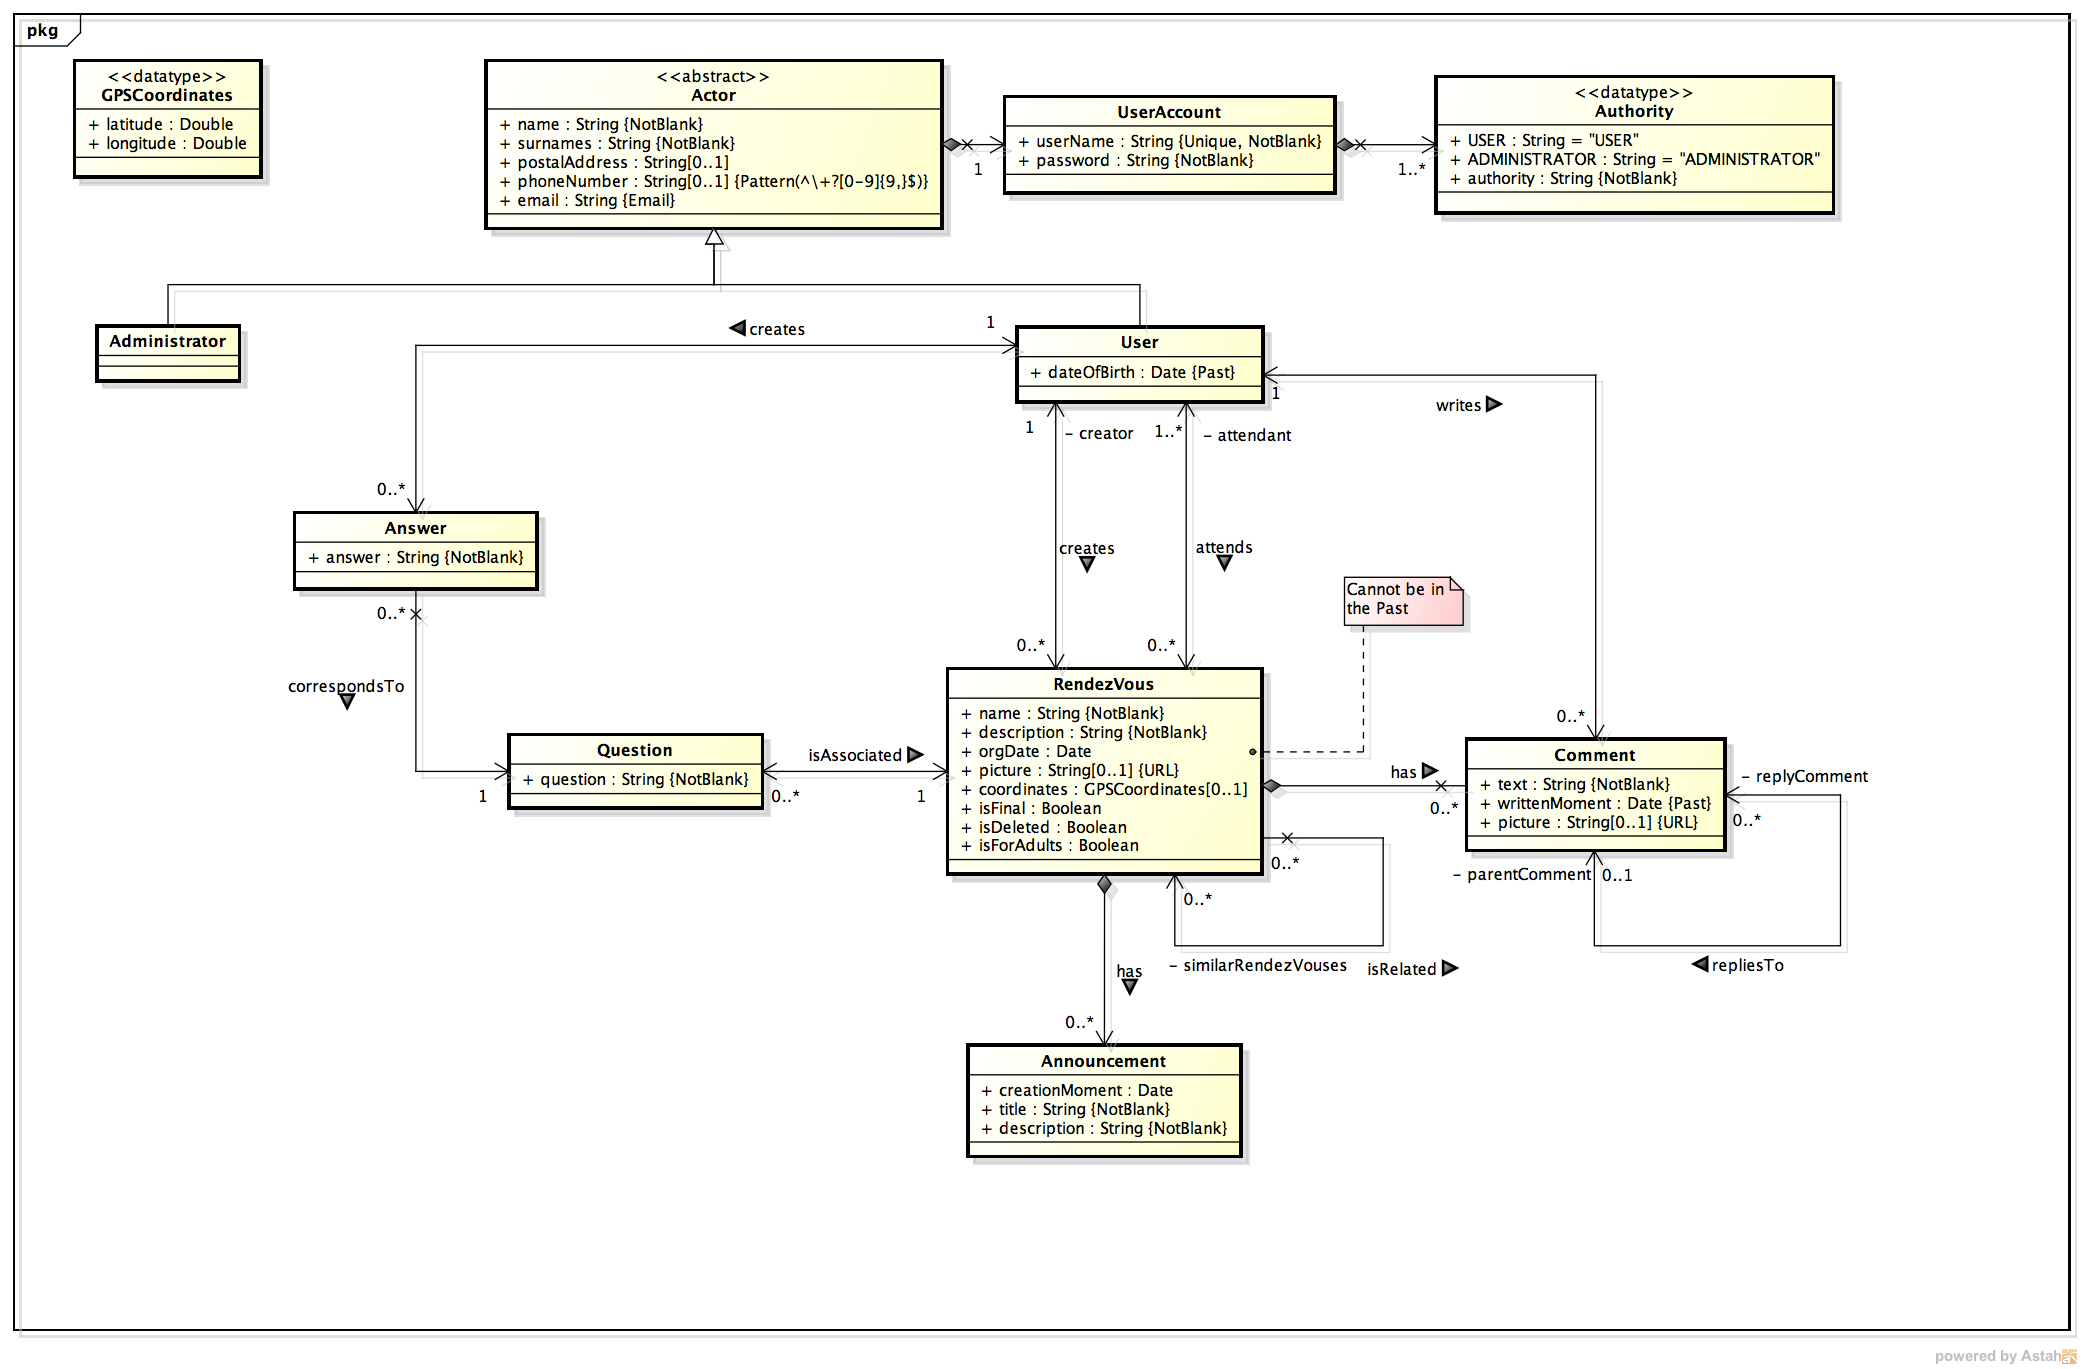 pkg
<<datatype>>
GPSCoordinates
+ latitude : Double
+ longitude : Double
<<abstract>>
Actor
+ name : String {NotBlank}
+ surnames : String {NotBlank}
+ postalAddress : String[0..1]
+ phoneNumber : String[0..1] {Pattern(^\+?[0-9]{9,}$)}
+ email : String {Email}
1
UserAccount
+ userName : String {Unique, NotBlank}
+ password : String {NotBlank}
1..*
<<datatype>>
Authority
+ USER : String = "USER"
+ ADMINISTRATOR : String = "ADMINISTRATOR"
+ authority : String {NotBlank}
Administrator
creates
1
User
+ dateOfBirth : Date {Past}
1
writes
1
- creator
1..*
- attendant
0..*
Answer
+ answer : String {NotBlank}
creates
attends
0..*
Cannot be in
the Past
0..*
0..*
correspondsTo
RendezVous
+ name : String {NotBlank}
+ description : String {NotBlank}
+ orgDate : Date
+ picture : String[0..1] {URL}
+ coordinates : GPSCoordinates[0..1]
+ isFinal : Boolean
+ isDeleted : Boolean
+ isForAdults : Boolean
0..*
Question
+ question : String {NotBlank}
1
isAssociated
0..*
1
has
0..*
Comment
+ text : String {NotBlank}
+ writtenMoment : Date {Past}
+ picture : String[0..1] {URL}
- replyComment
0..*
0..*
- parentComment
0..1
0..*
- similarRendezVouses
isRelated
repliesTo
has
0..*
Announcement
+ creationMoment : Date
+ title : String {NotBlank}
+ description : String {NotBlank}
powered by Astah